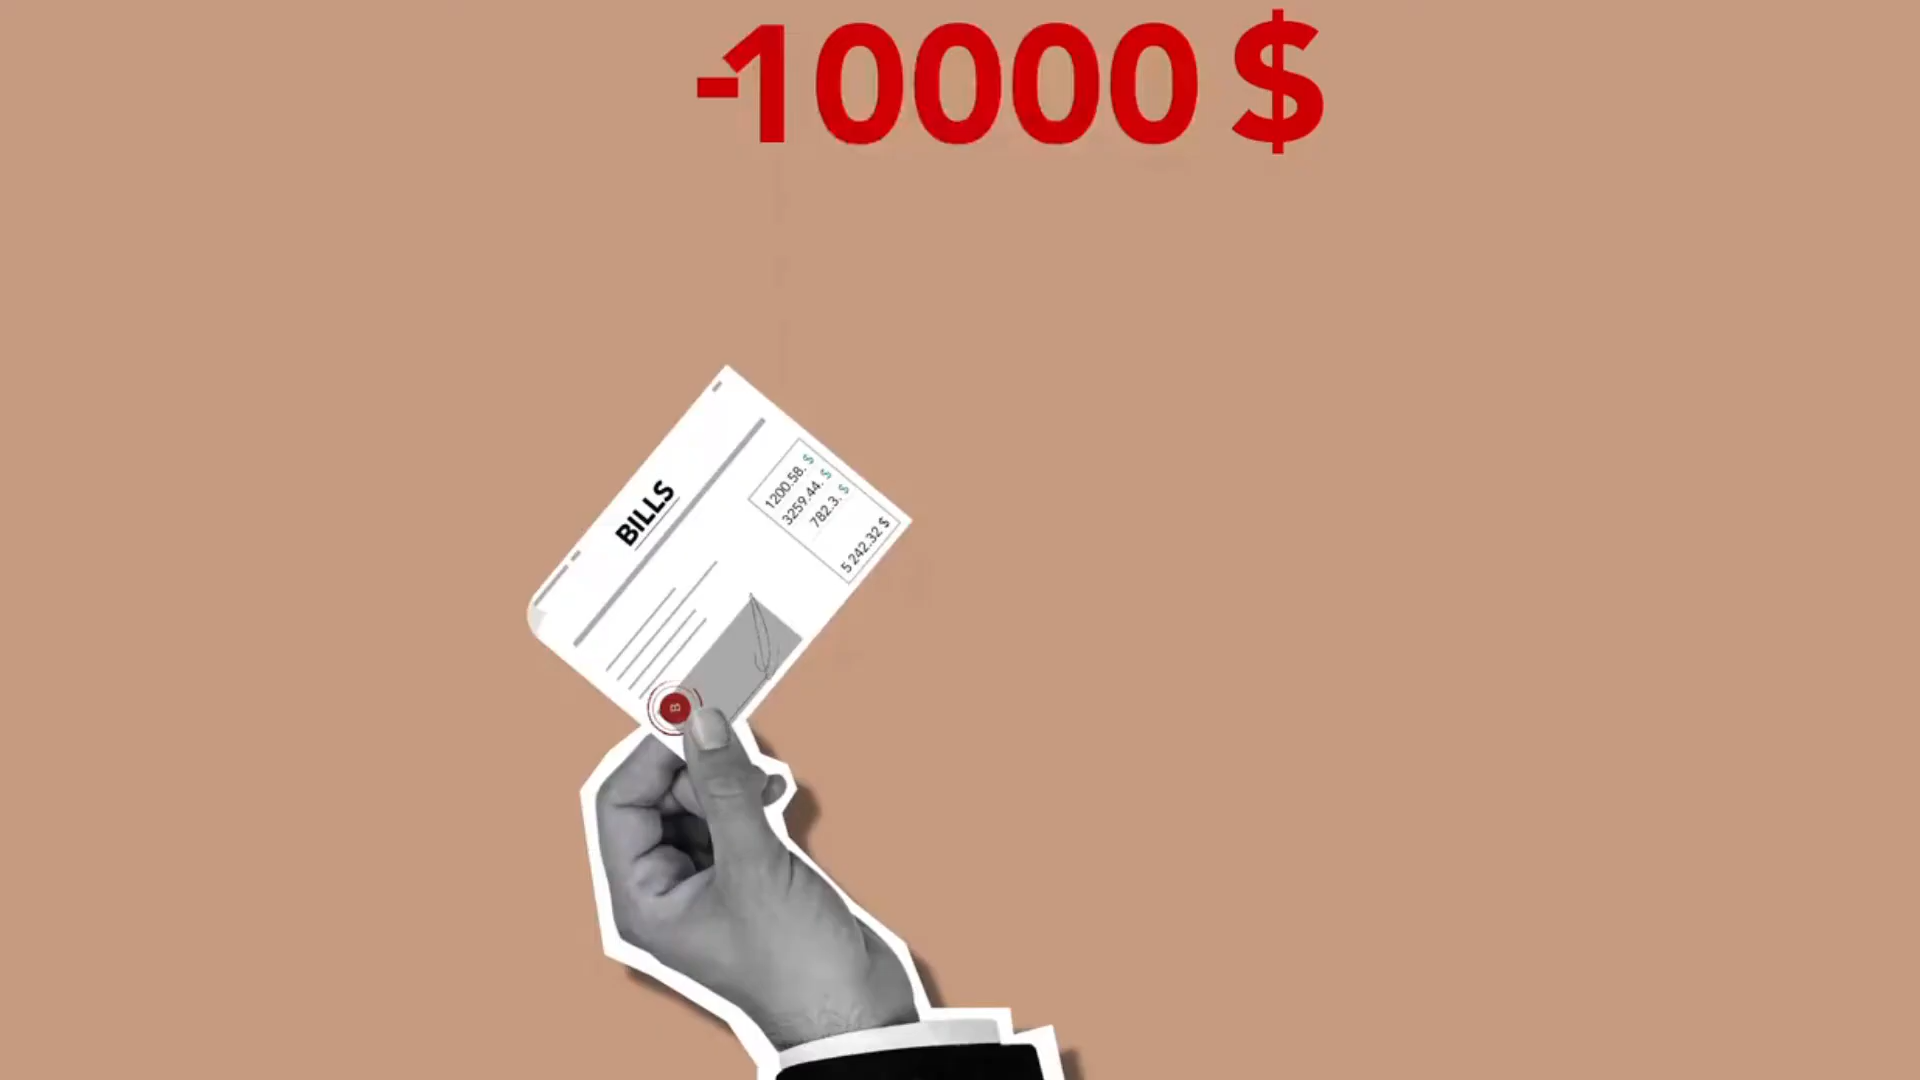 -10000 $
BILLS
1200.58. $
3259.44. $
782.3. $
5 242.32 $
B